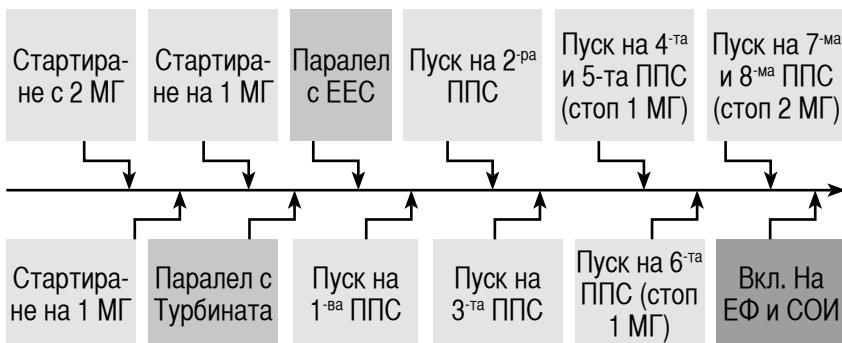 Стартира-
не с 2 МГ
Стартира-
не на 1 МГ
Паралел
с ЕЕС
Пуск на 2-ра
ППС
Пуск на 4-та
и 5-та ППС
(стоп 1 МГ)
Пуск на 7-ма
и 8-ма ППС
(стоп 2 МГ)
Стартира-
не на 1 МГ
Паралел с
Турбината
Пуск на
1-ва ППС
Пуск на
3-та ППС
Пуск на 6-та
ППС (стоп
1 МГ)
Вкл. На
ЕФ и СОИ